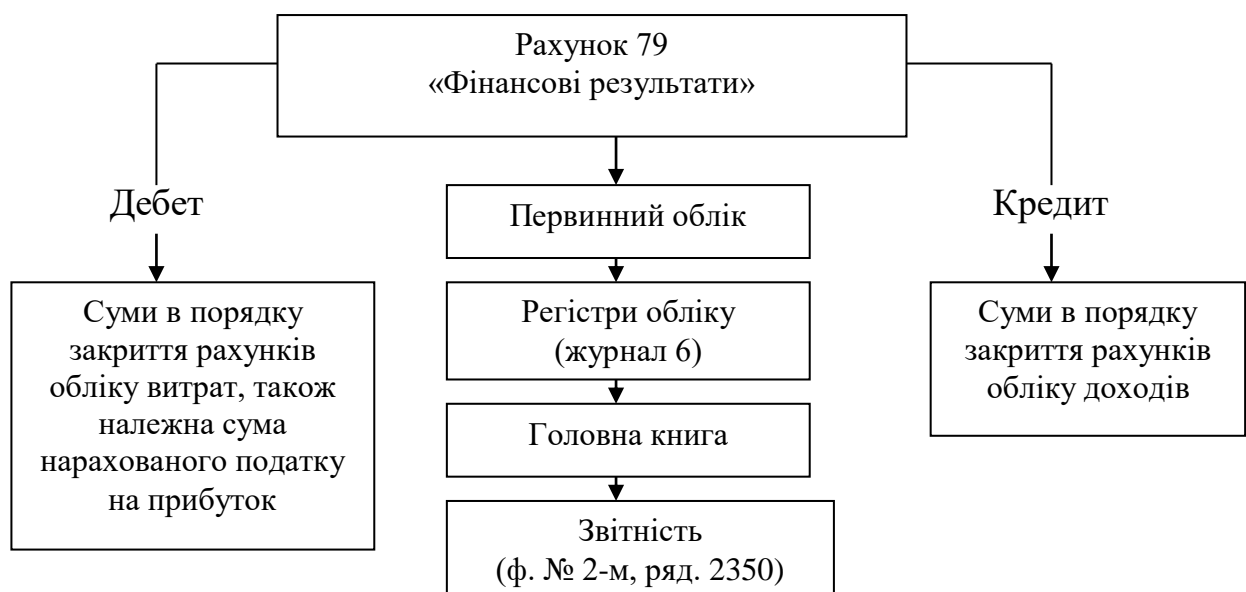 Рахунок 79
«Фінансові результати»
Дебет
Кредит
Первинний облік
Суми в порядку
закриття рахунків
обліку витрат, також
належна сума
нарахованого податку
на прибуток
Регістри обліку
(журнал 6)
Головна книга
Звітність
(ф. № 2-м, ряд. 2350)
Суми в порядку
закриття рахунків
обліку доходів